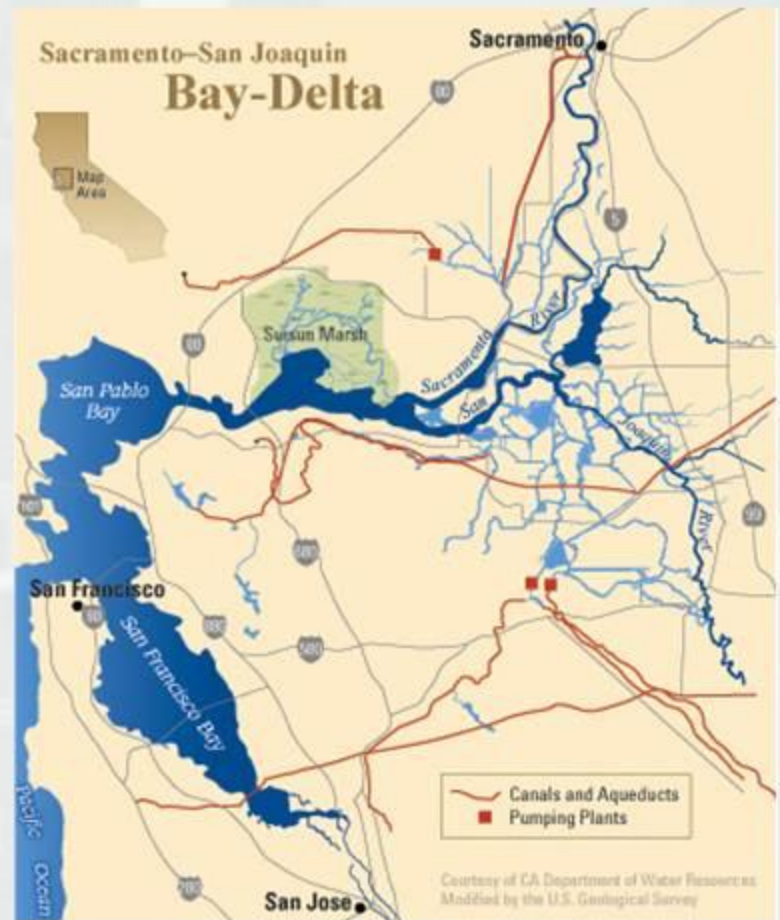 Sacramento–San Joaquin
Bay-Delta
Sacramento
80
Map
Area
5
Suisun Marsh
80
Sacramento
River
San Pablo
Bay
San
Joaquin
River
101
99
680
San Francisco
80
880
580
San Francisco Bay
Canals and Aqueducts
Pumping Plants
Pacific
Ocean
280
Courtesy of CA Department of Water Resources
Modified by the U.S. Geological Survey
San Jose